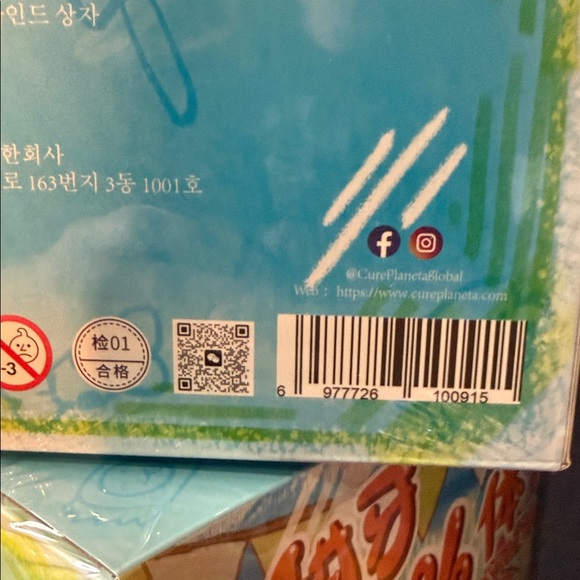 인드 상자
한회사
로 163번지 3동 1001호
@CurePlanetaGlobal
Web： https://www.cureplaneta.com
-3
检01
合格
6 977726 100915